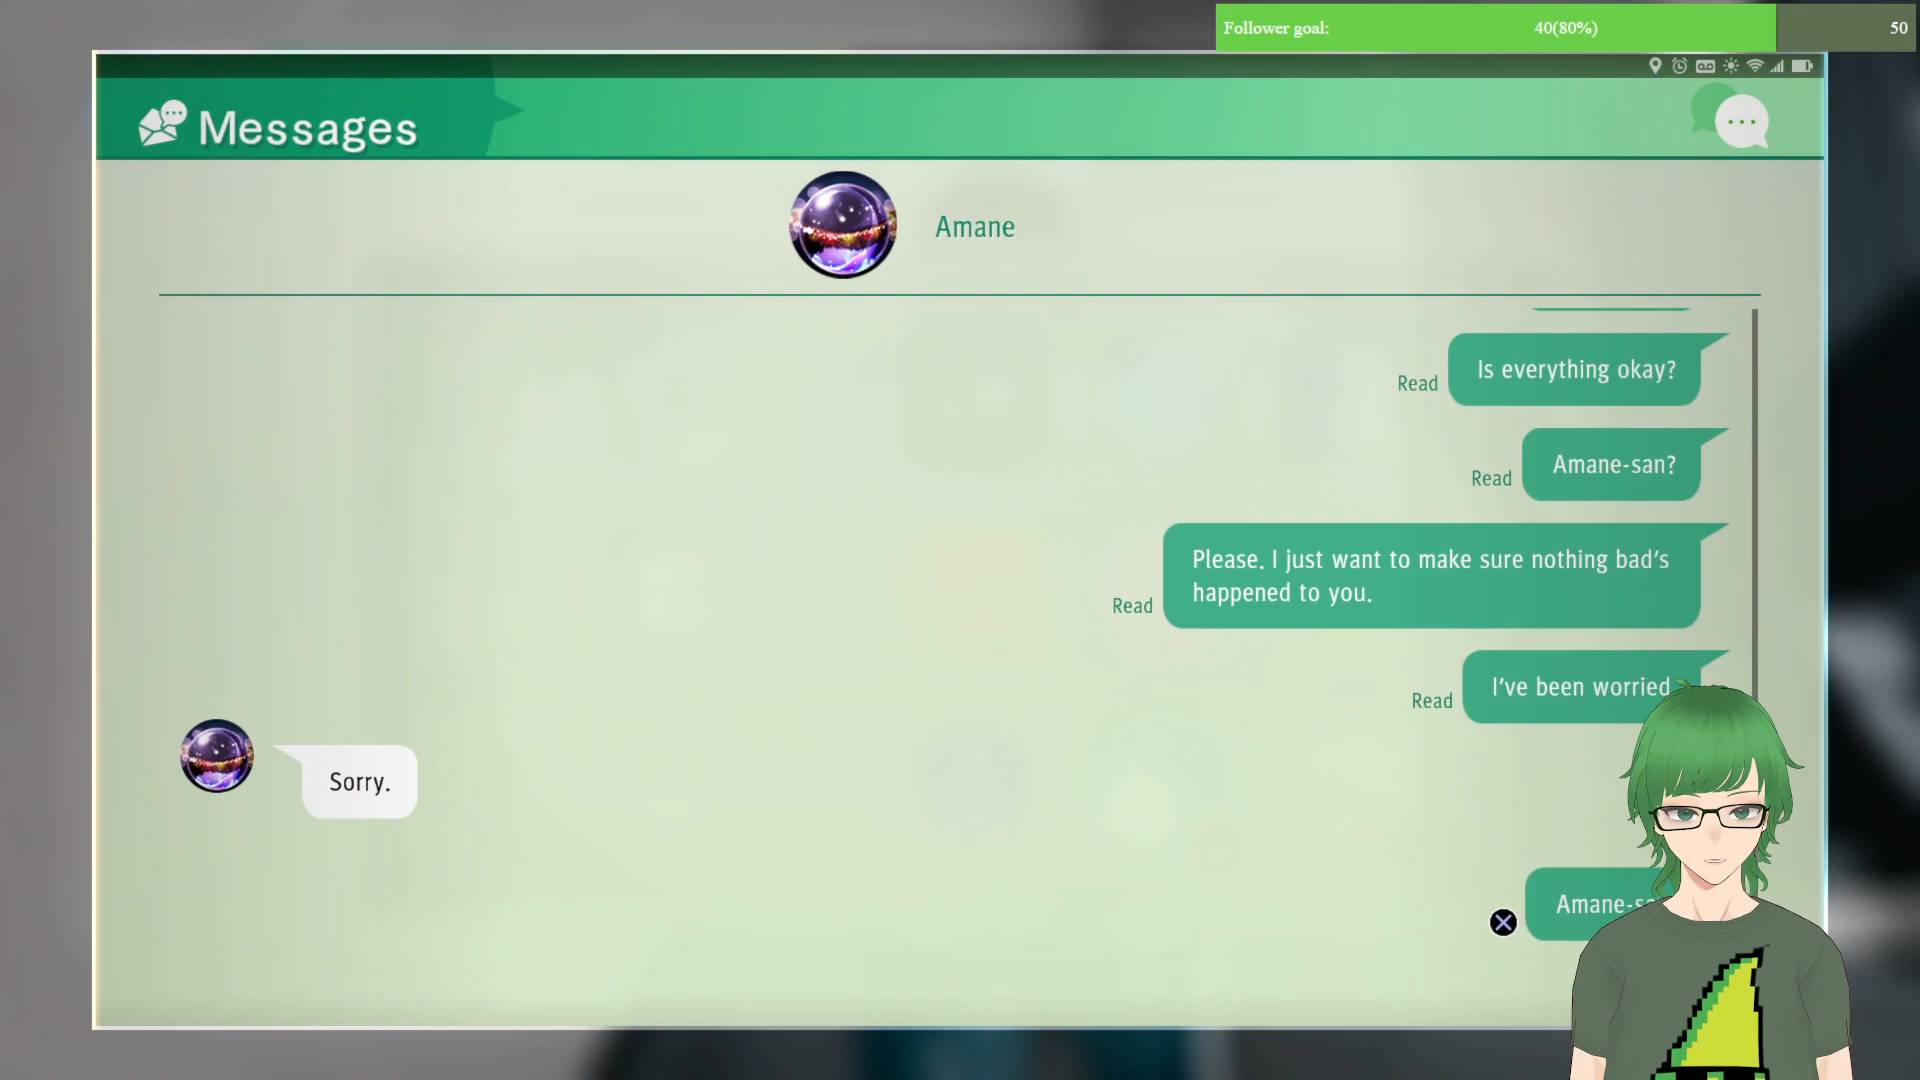 Follower goal: 40(80%) 50
Messages
Amane
Is everything okay?
Read
Amane-san?
Read
Please. I just want to make sure nothing bad's
happened to you.
Read
I've been worried
Read
Sorry.